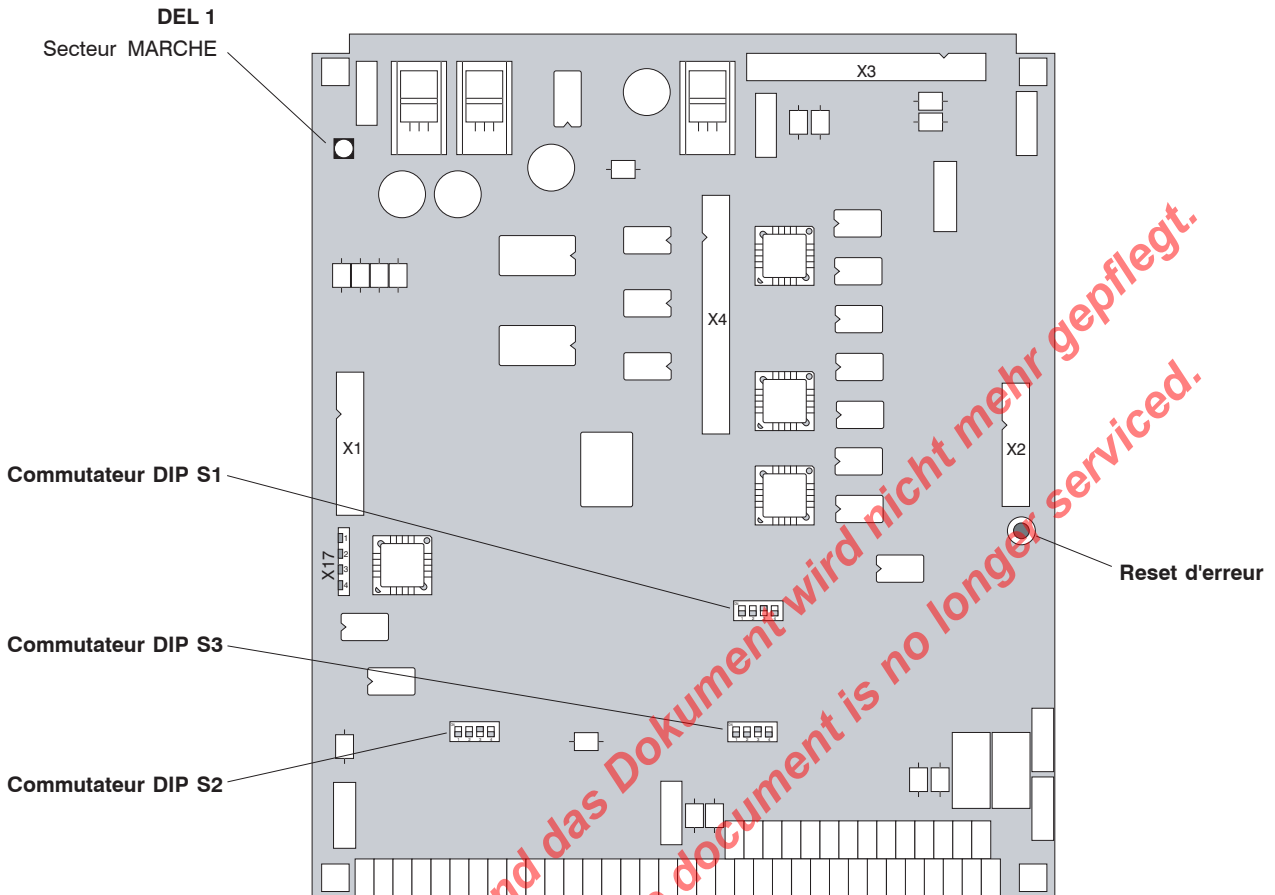 DEL 1
Secteur MARCHE
X3
X4
X1
X2
Commutateur DIP S1
X17
1
2
3
4
Reset d'erreur
Commutateur DIP S3
Commutateur DIP S2
nd das Dokument wird nicht mehr gepflegt.
document is no longer serviced.